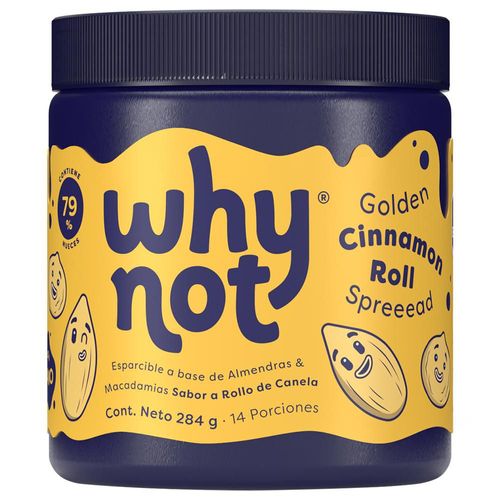 CONTIENE
79
%
NUECES
why
not®
Golden
Cinnamon
Roll
Spreeead
Esparcible a base de Almendras &
Macadamias Sabor a Rollo de Canela
Cont. Neto 284 g · 14 Porciones